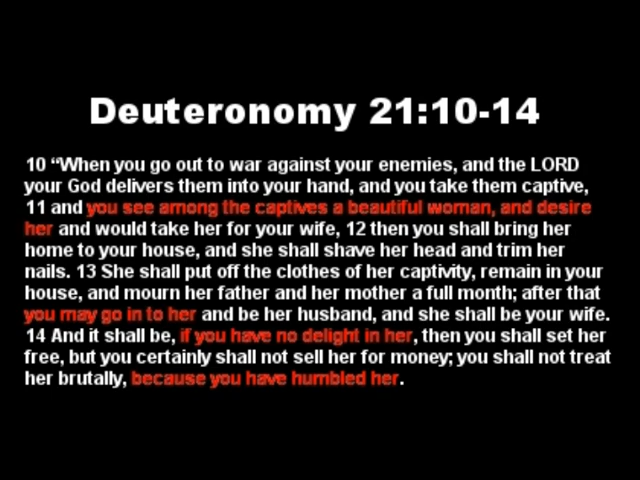 Deuteronomy 21:10-14
10 “When you go out to war against your enemies, and the LORD
your God delivers them into your hand, and you take them captive,
11 and you see among the captives a beautiful woman, and desire
her and would take her for your wife, 12 then you shall bring her
home to your house, and she shall shave her head and trim her
nails. 13 She shall put off the clothes of her captivity, remain in your
house, and mourn her father and her mother a full month; after that
you may go in to her and be her husband, and she shall be your wife.
14 And it shall be, if you have no delight in her, then you shall set her
free, but you certainly shall not sell her for money; you shall not treat
her brutally, because you have humbled her.